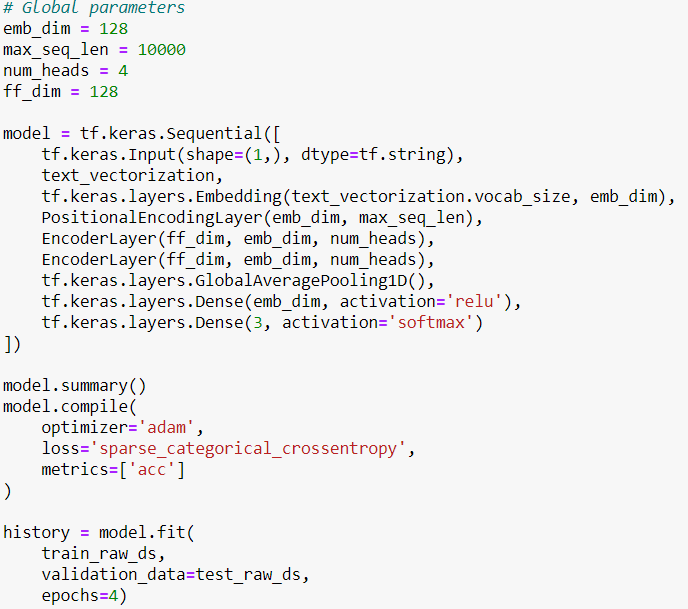 # Global parameters
emb_dim = 128
max_seq_len = 10000
num_heads = 4
ff_dim = 128

model = tf.keras.Sequential([
    tf.keras.Input(shape=(1,), dtype=tf.string),
    text_vectorization,
    tf.keras.layers.Embedding(text_vectorization.vocab_size, emb_dim),
    PositionalEncodingLayer(emb_dim, max_seq_len),
    EncoderLayer(ff_dim, emb_dim, num_heads),
    EncoderLayer(ff_dim, emb_dim, num_heads),
    tf.keras.layers.GlobalAveragePooling1D(),
    tf.keras.layers.Dense(emb_dim, activation='relu'),
    tf.keras.layers.Dense(3, activation='softmax')
])

model.summary()
model.compile(
    optimizer='adam',
    loss='sparse_categorical_crossentropy',
    metrics=['acc']
)

history = model.fit(
    train_raw_ds,
    validation_data=test_raw_ds,
    epochs=4)